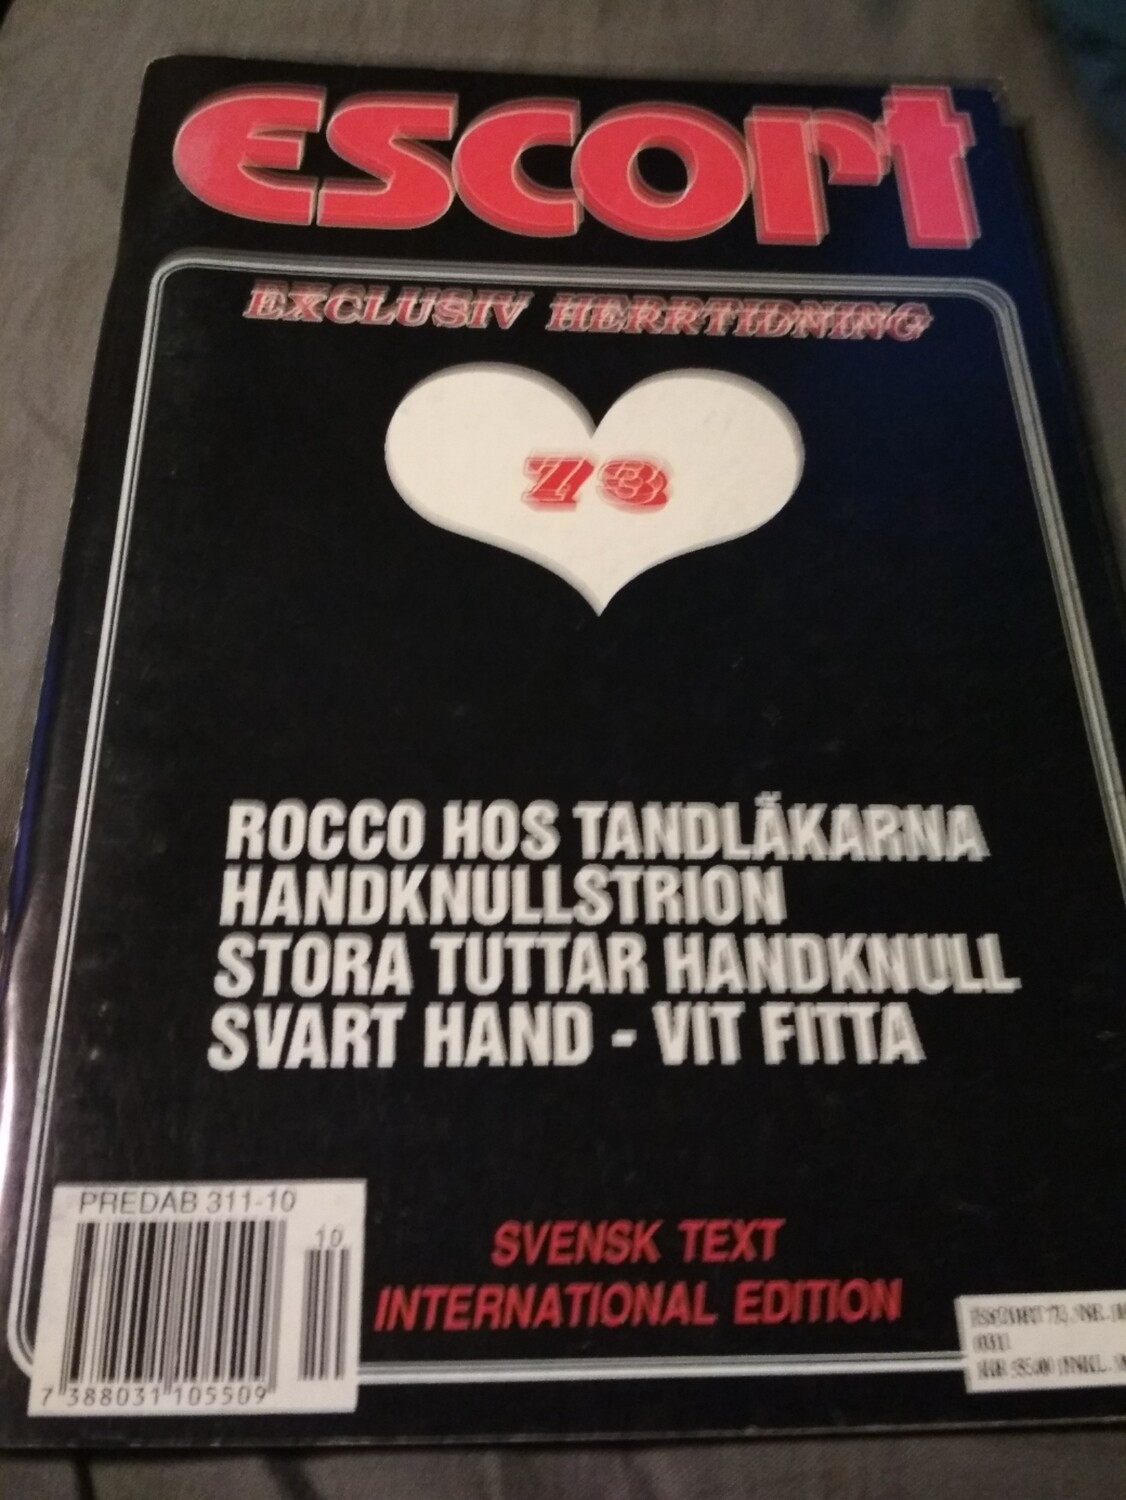 escort
EXCLUSIV HERRTIDNING
73
ROCCO HOS TANDLÄKARNA
HANDKNULLSTRION
STORA TUTTAR HANDKNULL
SVART HAND - VIT FITTA
PREDAB 311-10
10
7 388031 105509
SVENSK TEXT
INTERNATIONAL EDITION